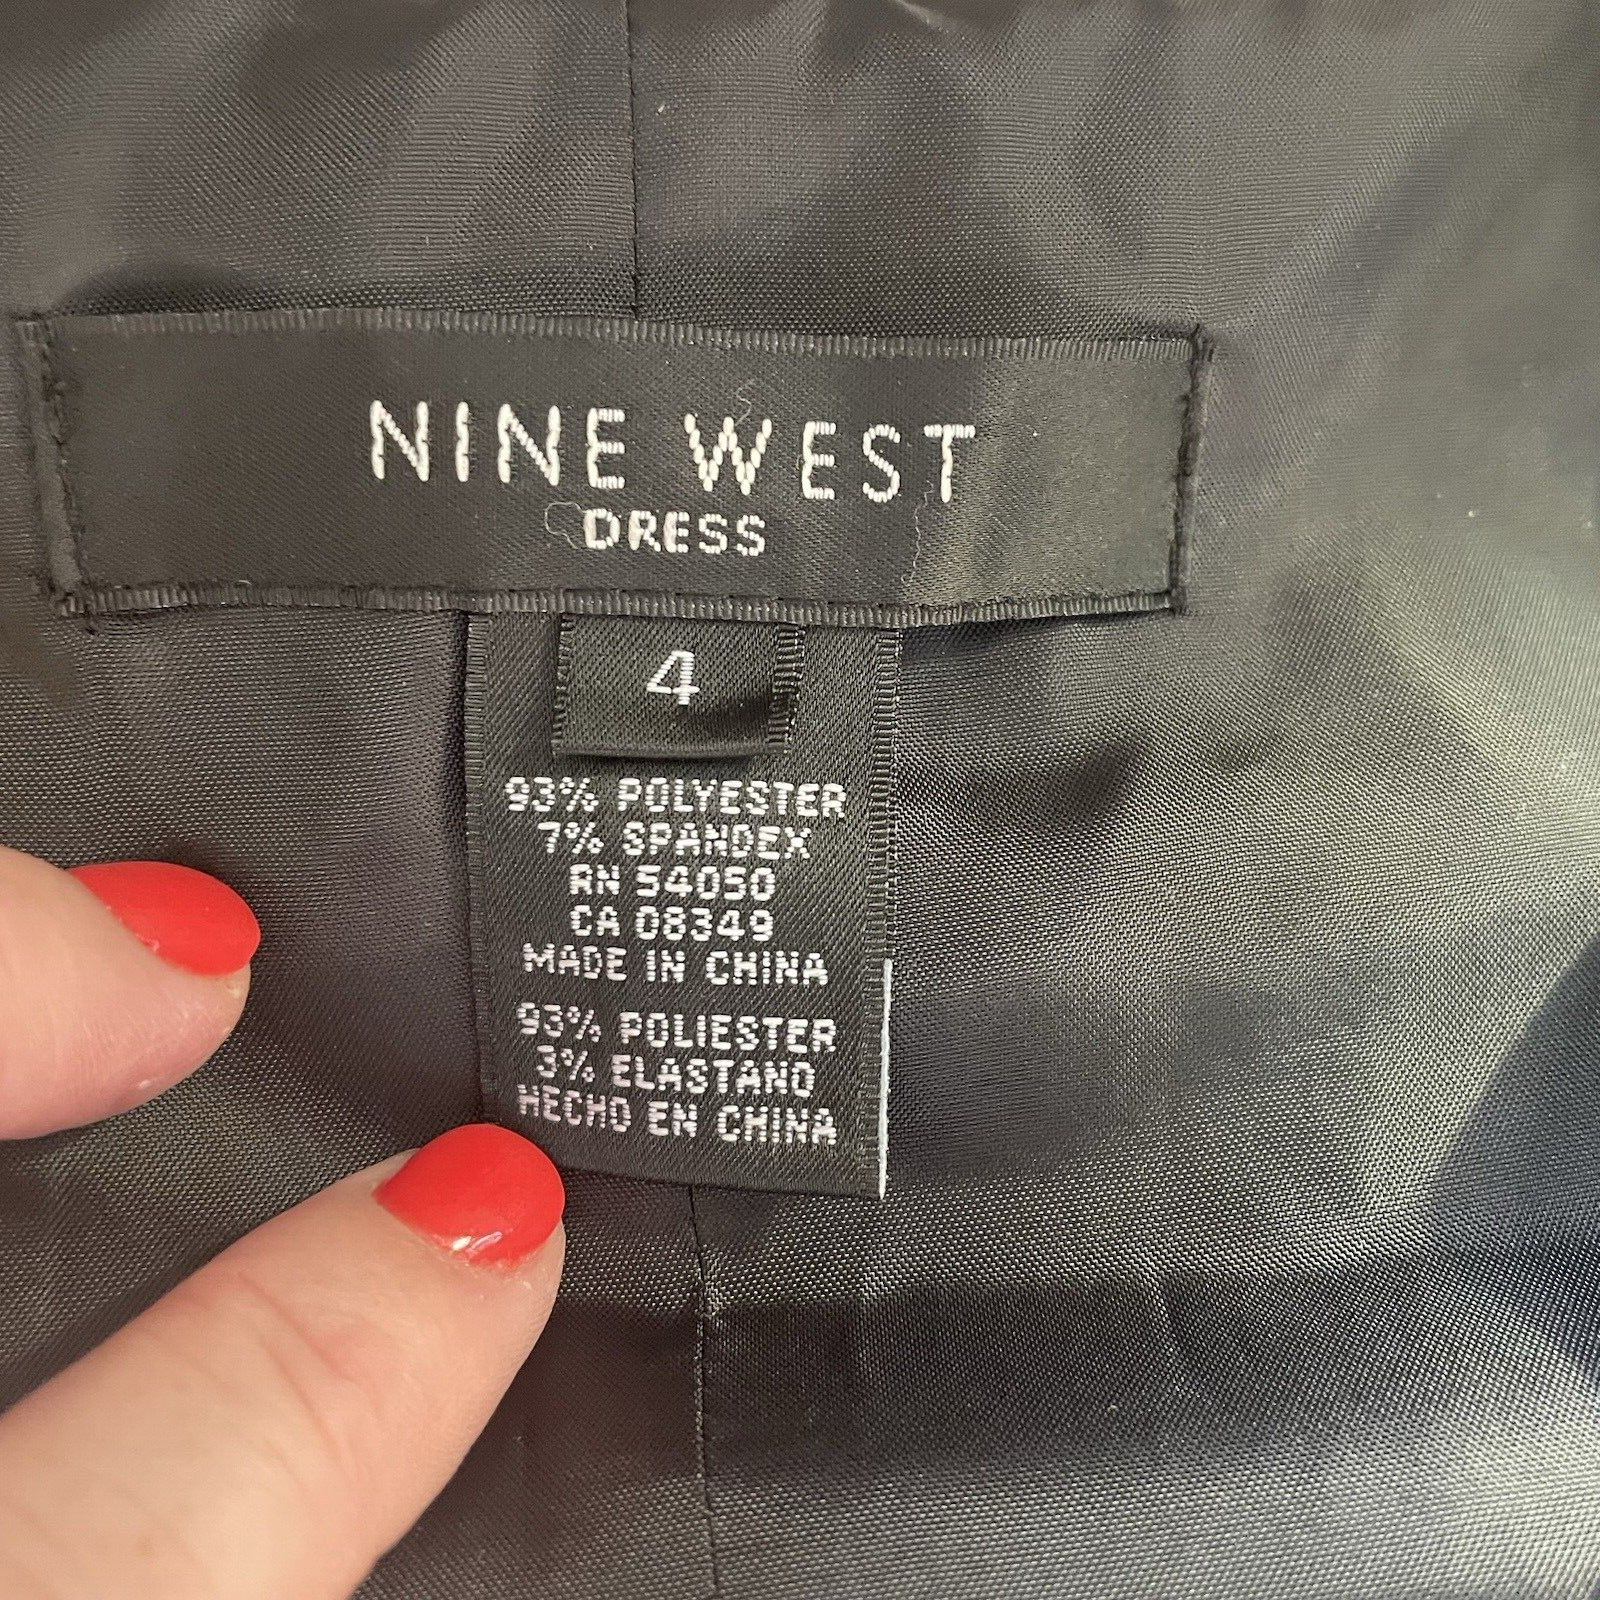 NINE WEST
DRESS
4
93% POLYESTER
7% SPANDEX
RN 54050
CA 08349
MADE IN CHINA
93% POLIESTER
3% ELASTANO
HECHO EN CHINA